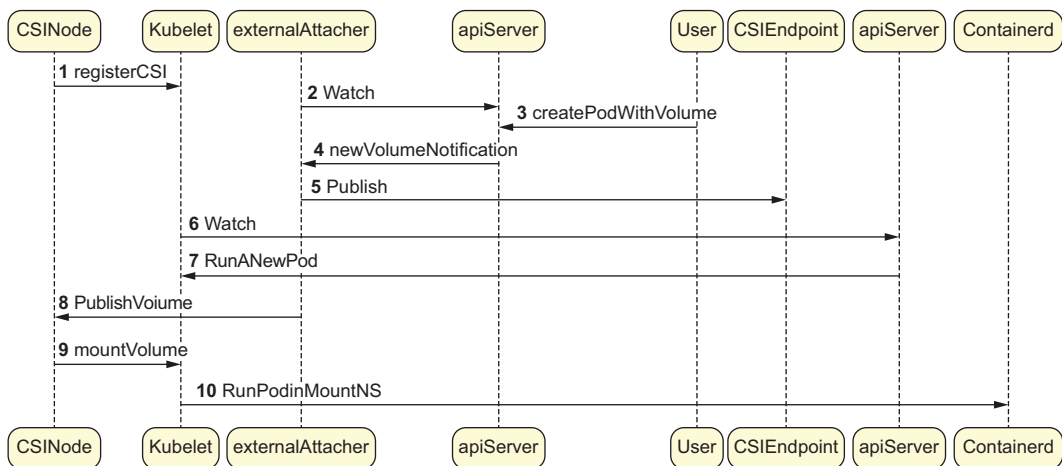 CSINode Kubelet externalAttacher apiServer User CSIEndpoint apiServer Containerd
1 registerCSI
2 Watch
3 createPodWithVolume
4 newVolumeNotification
5 Publish
6 Watch
7 RunANewPod
8 PublishVoiume
9 mountVolume
10 RunPodinMountNS
CSINode Kubelet externalAttacher apiServer User CSIEndpoint apiServer Containerd